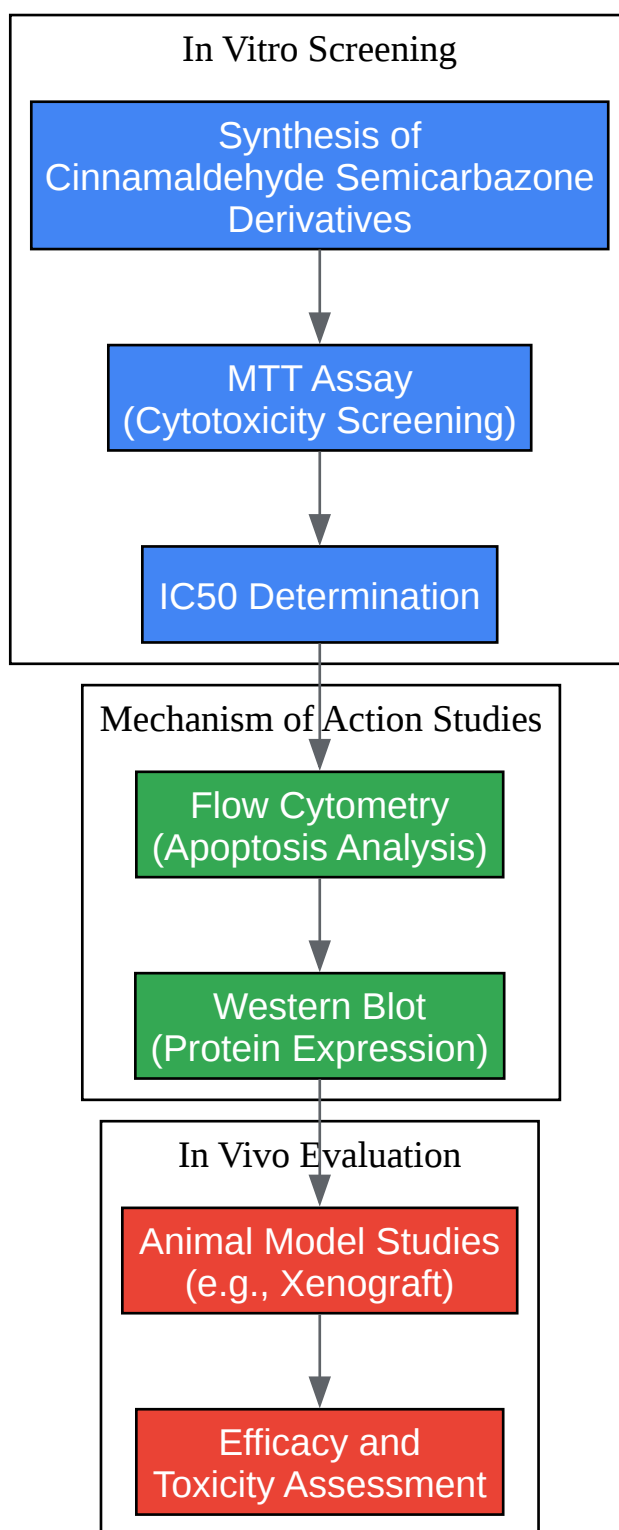 In Vitro Screening
Synthesis of
Cinnamaldehyde Semicarbazone
Derivatives
MTT Assay
(Cytotoxicity Screening)
IC50 Determination
Mechanism of Action Studies
Flow Cytometry
(Apoptosis Analysis)
Western Blot
(Protein Expression)
In Vivo Evaluation
Animal Model Studies
(e.g., Xenograft)
Efficacy and
Toxicity Assessment